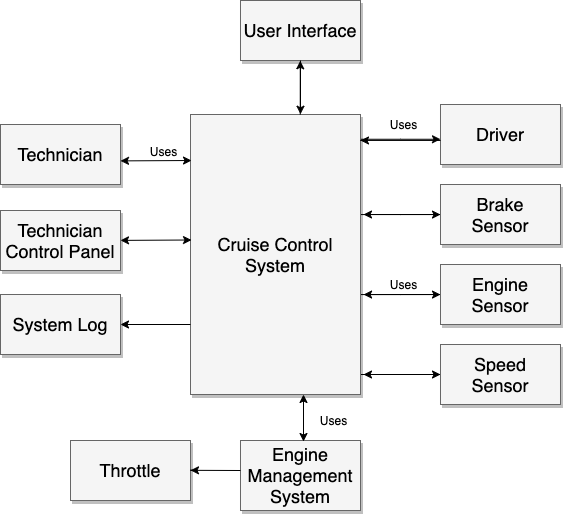 User Interface
Uses
Driver
Technician
Uses
Brake
Sensor
Technician
Control Panel
Cruise Control
System
Uses
Engine
Sensor
System Log
Speed
Sensor
Uses
Throttle
Engine
Management
System